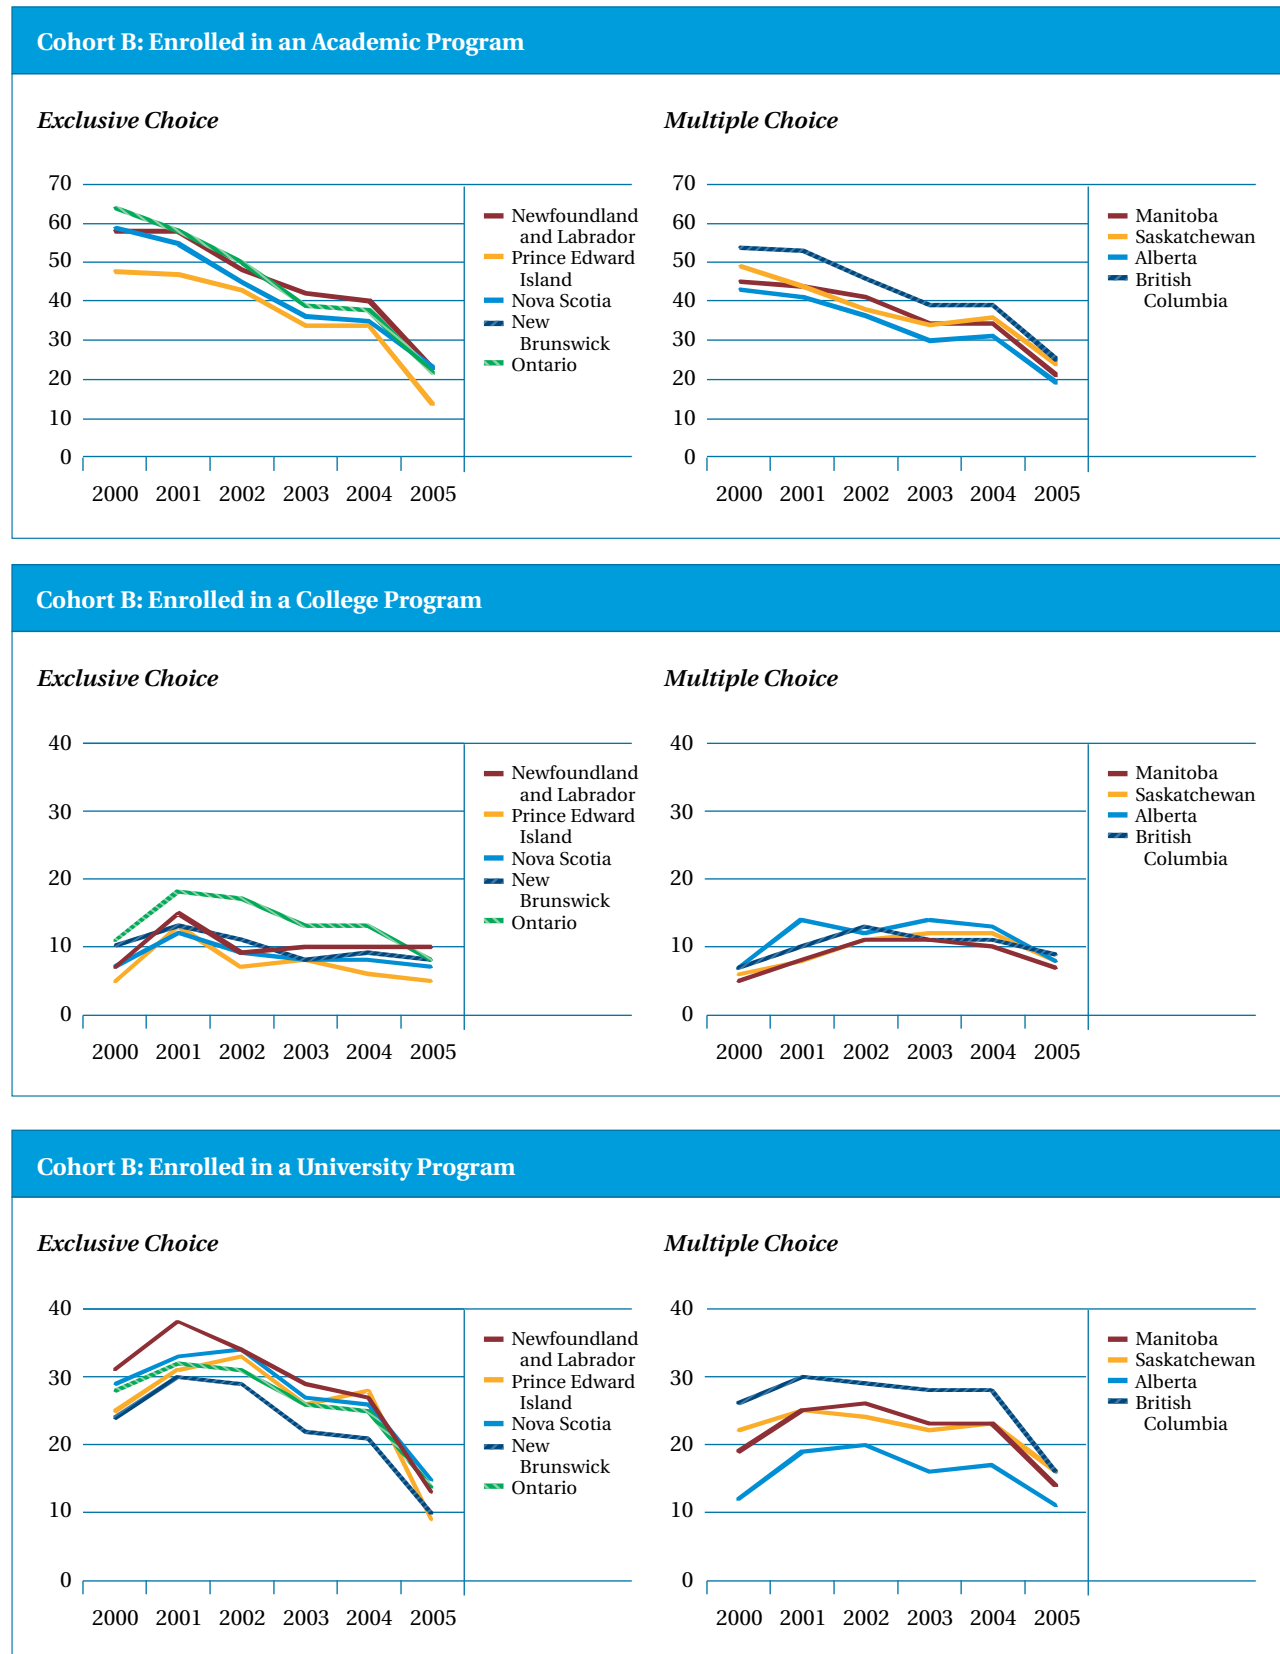 Cohort B: Enrolled in an Academic Program
Exclusive Choice
70
60
50
40
30
20
10
0
2000 2001 2002 2003 2004 2005
Newfoundland
and Labrador
Prince Edward
Island
Nova Scotia
New
Brunswick
Ontario
Multiple Choice
70
60
50
40
30
20
10
0
2000 2001 2002 2003 2004 2005
Manitoba
Saskatchewan
Alberta
British
Columbia
Cohort B: Enrolled in a College Program
Exclusive Choice
40
30
20
10
0
2000 2001 2002 2003 2004 2005
Newfoundland
and Labrador
Prince Edward
Island
Nova Scotia
New
Brunswick
Ontario
Multiple Choice
40
30
20
10
0
2000 2001 2002 2003 2004 2005
Manitoba
Saskatchewan
Alberta
British
Columbia
Cohort B: Enrolled in a University Program
Exclusive Choice
40
30
20
10
0
2000 2001 2002 2003 2004 2005
Newfoundland
and Labrador
Prince Edward
Island
Nova Scotia
New
Brunswick
Ontario
Multiple Choice
40
30
20
10
0
2000 2001 2002 2003 2004 2005
Manitoba
Saskatchewan
Alberta
British
Columbia